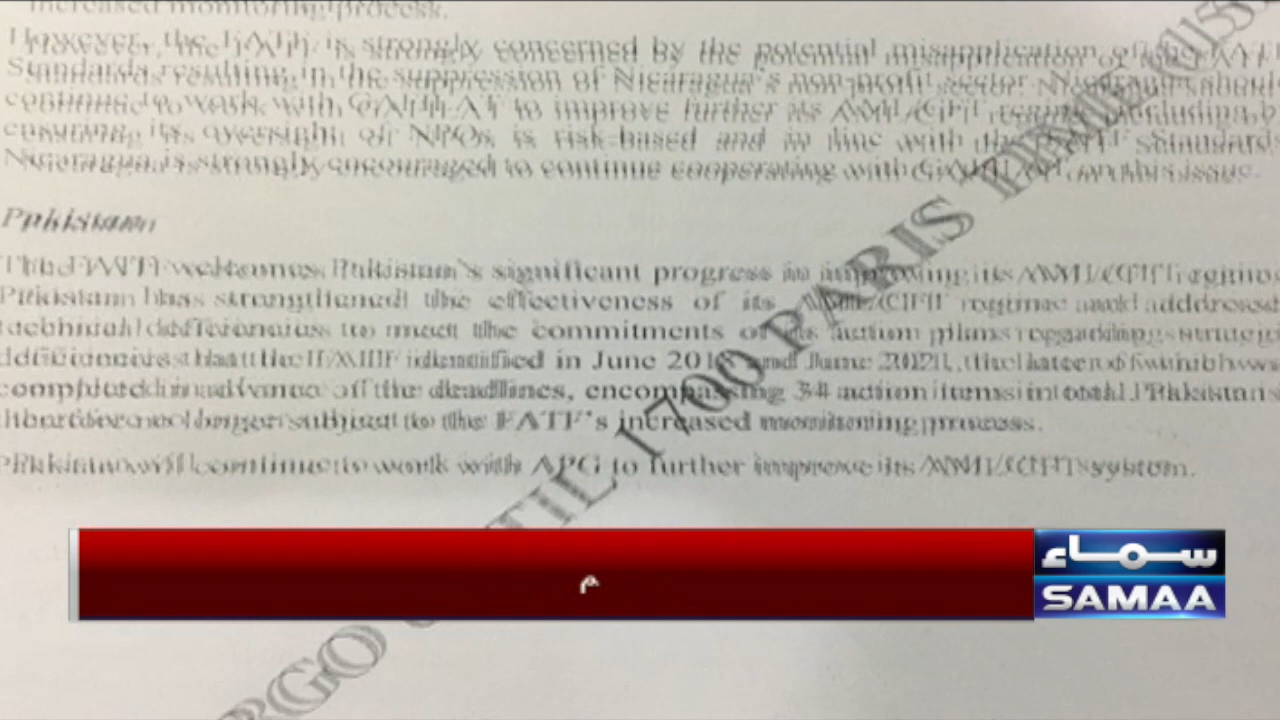 increased monitoring process.
However, the FATF is strongly concerned by the potential misapplication of the FATF
Standards resulting in the suppression of Nicaragua's non-profit sector. Nicaragua should
continue to work with GAFILAT to improve further its AML/CFT regime, including by
ensuring its oversight of NPOs is risk-based and in line with the FATF Standards.
Nicaragua is strongly encouraged to continue cooperating with GAFILAT on this issue.
Pakistan
The FATF welcomes Pakistan's significant progress in improving its AML/CFT regime.
Pakistan has strengthened the effectiveness of its AML/CFT regime and addressed
technical deficiencies to meet the commitments of its action plans regarding strategic
deficiencies that the FATF identified in June 2018 and June 2021, the latter of which was
completed in advance of the deadlines, encompassing 34 action items in total. Pakistan is
therefore no longer subject to the FATF's increased monitoring process.
Pakistan will continue to work with APG to further improve its AML/CFT system.
TIL 1700 PARIS
م
سماء
SAMAA